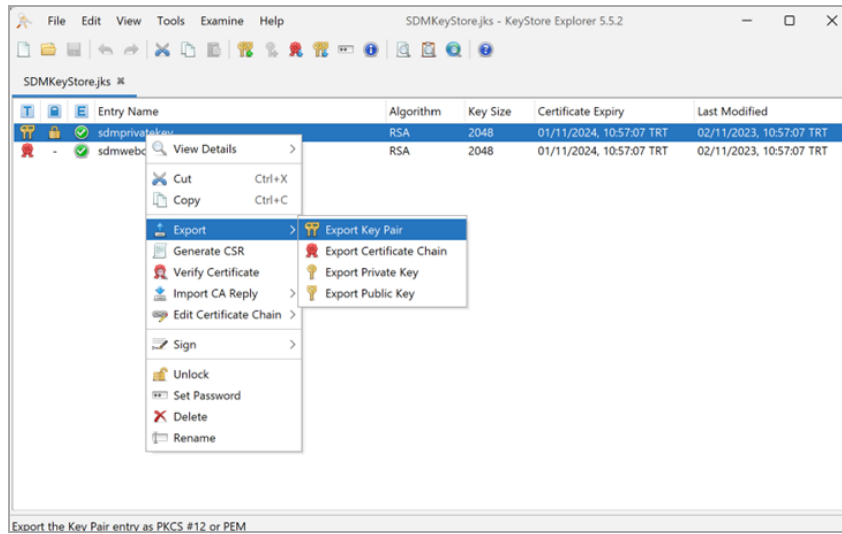 File Edit View Tools Examine Help SDMKeyStore.jks - KeyStore Explorer 5.5.2
SDMKeyStore.jks
T E Entry Name Algorithm Key Size Certificate Expiry Last Modified
sdmprivatekey RSA 2048 01/11/2024, 10:57:07 TRT 02/11/2023, 10:57:07 TRT
- RSA 2048 01/11/2024, 10:57:07 TRT 02/11/2023, 10:57:07 TRT
View Details
Cut Ctrl+X
Copy Ctrl+C
Export Export Key Pair
Generate CSR Export Certificate Chain
Verify Certificate Export Private Key
Import CA Reply Export Public Key
Edit Certificate Chain
Sign
Unlock
Set Password
Delete
Rename
Export the Key Pair entry as PKCS #12 or PEM